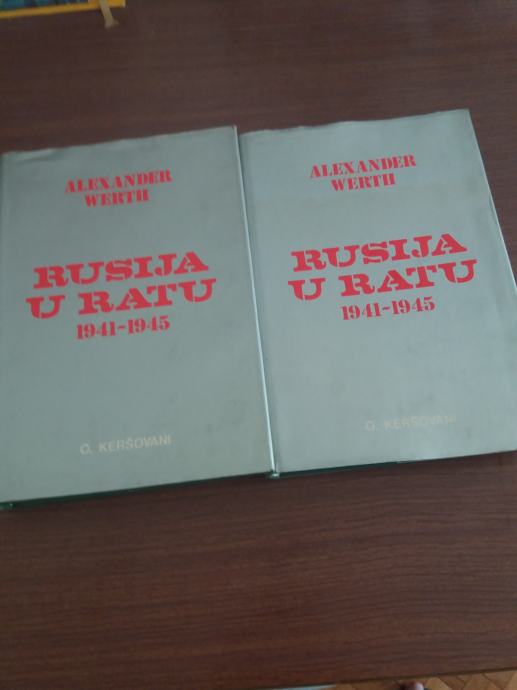 ALEXANDER
WERTH
RUSIJA
U RATU
1941-1945
O. KERŠOVANI
ALEXANDER
WERTH
RUSIJA
U RATU
1941-1945
O. KERŠOVANI